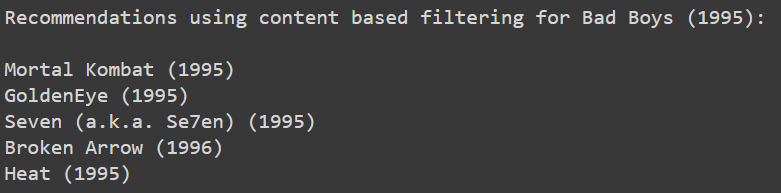 Recommendations using content based filtering for Bad Boys (1995):
Mortal Kombat (1995)
GoldenEye (1995)
Seven (a.k.a. Se7en) (1995)
Broken Arrow (1996)
Heat (1995)